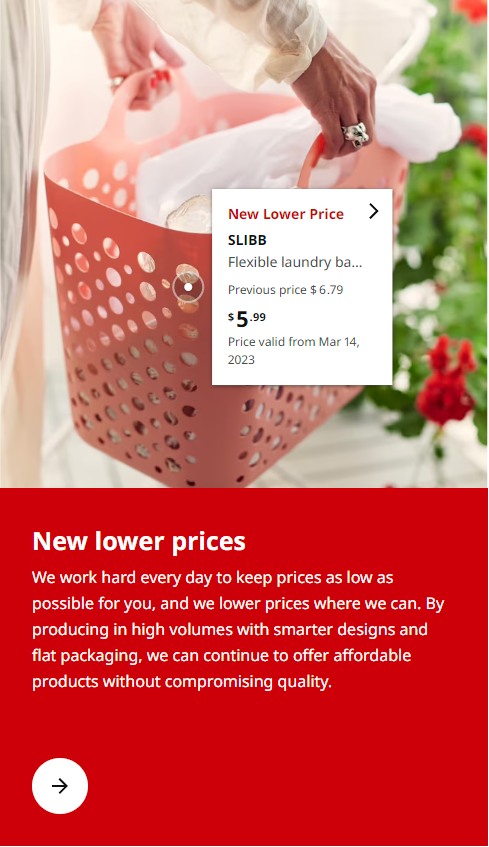 New Lower Price
SLIBB
Flexible laundry ba...
Previous price $6.79
$5.99
Price valid from Mar 14,
2023
New lower prices
We work hard every day to keep prices as low as
possible for you, and we lower prices where we can. By
producing in high volumes with smarter designs and
flat packaging, we can continue to offer affordable
products without compromising quality.